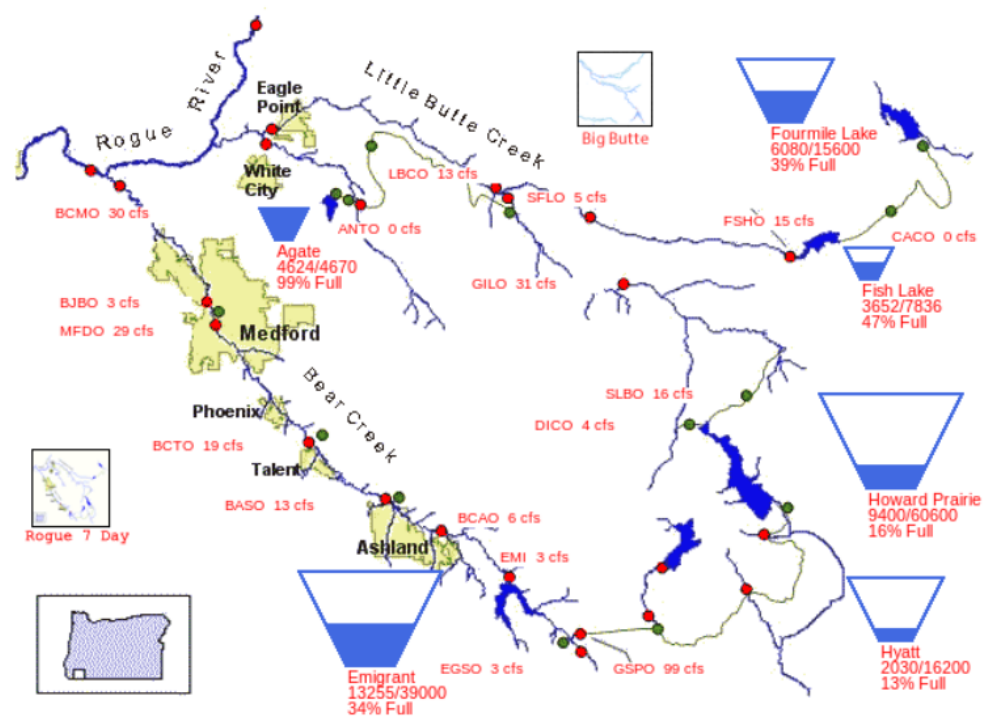 Rogue River
Little Butte Creek
Eagle
Point
Big Butte
Fourmile Lake
6080/15600
39% Full
White
City
LBCO 13 cfs
SFLO 5 cfs
BCMO 30 cfs
ANTO 0 cfs
FSHO 15 cfs
CACO 0 cfs
Agate
4624/4670
99% Full
GILO 31 cfs
Fish Lake
3652/7836
47% Full
BJBO 3 cfs
MFDO 29 cfs
Medford
Bear Creek
SLBO 16 cfs
DICO 4 cfs
Phoenix
BCTO 19 cfs
Talent
Howard Prairie
9400/60600
16% Full
BASO 13 cfs
BCAO 6 cfs
Rogue 7 Day
Ashland
EMI 3 cfs
EGSO 3 cfs
GSPO 99 cfs
Hyatt
2030/16200
13% Full
Emigrant
13255/39000
34% Full